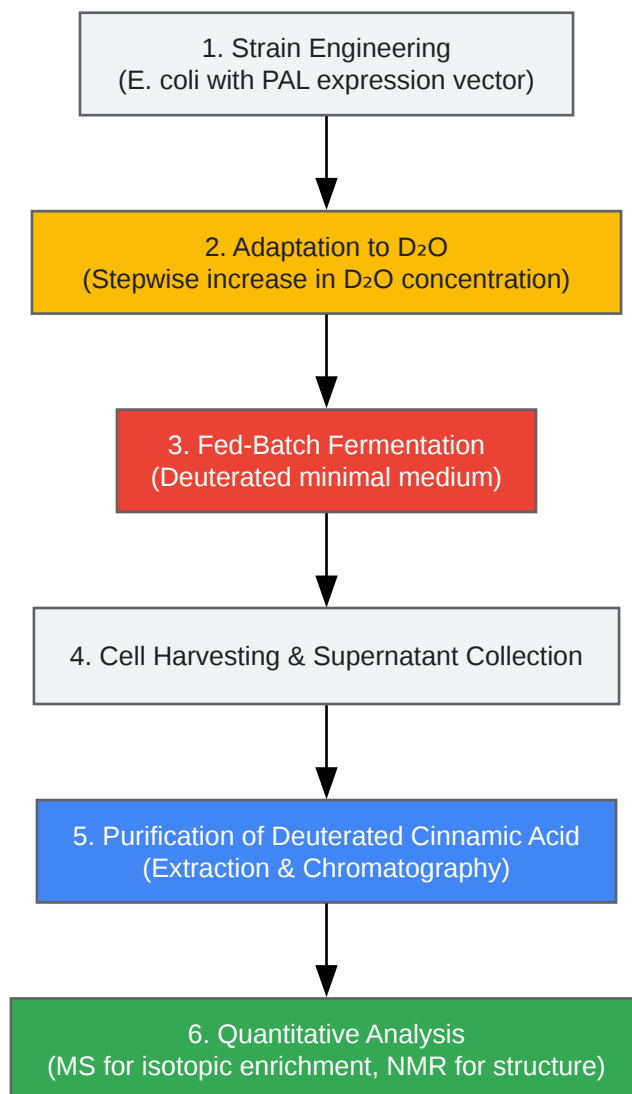 1. Strain Engineering
(E. coli with PAL expression vector)
2. Adaptation to D₂O
(Stepwise increase in D₂O concentration)
3. Fed-Batch Fermentation
(Deuterated minimal medium)
4. Cell Harvesting & Supernatant Collection
5. Purification of Deuterated Cinnamic Acid
(Extraction & Chromatography)
6. Quantitative Analysis
(MS for isotopic enrichment, NMR for structure)